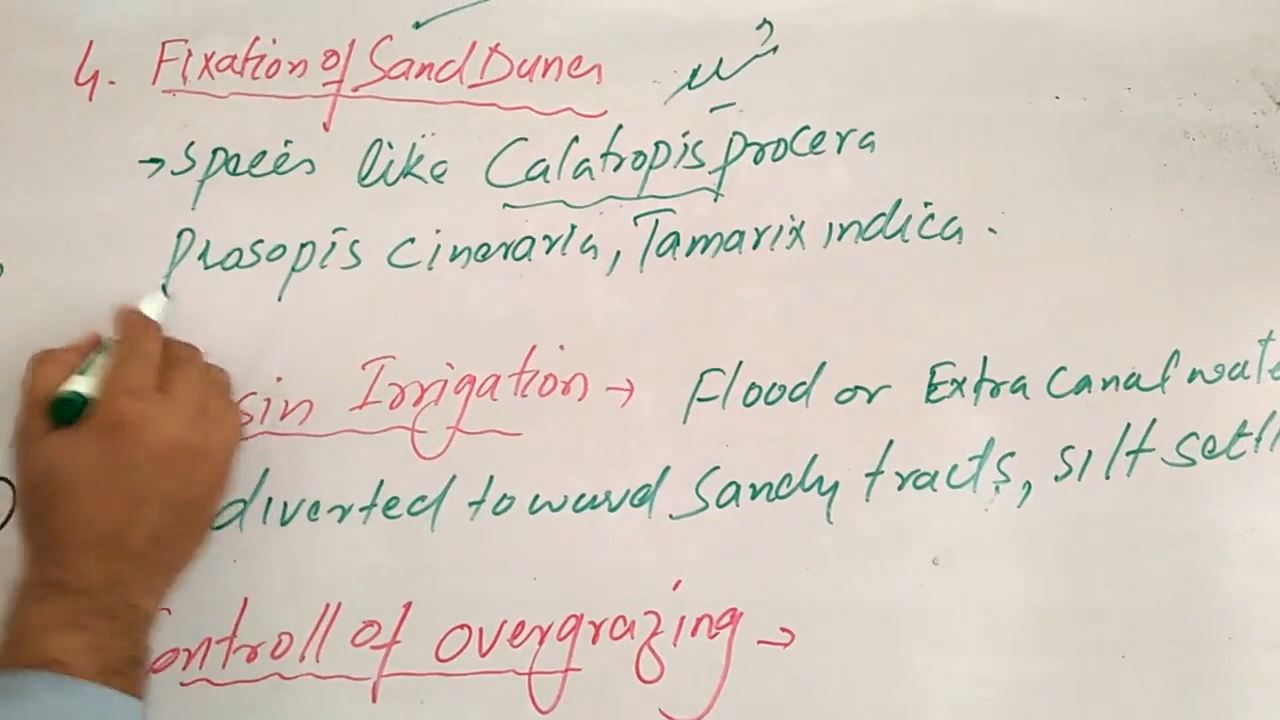 4. Fixation of Sand Dunes
→ Species like Calatropis procera
Prosopis cineraria, Tamarix indica.
sin Irrigation → Flood or Extra Canal wate
diverted toward Sandy tracts, silt settl
ontroll of overgrazing →